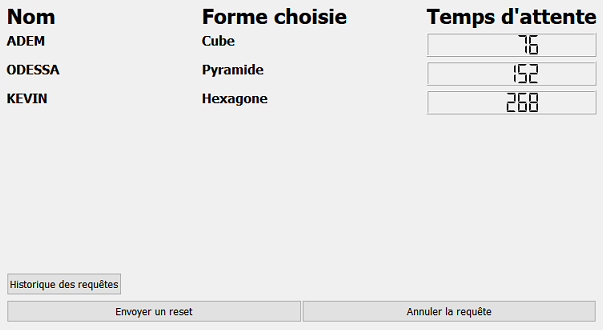 Nom Forme choisie Temps d'attente
ADEM Cube 76
ODESSA Pyramide 152
KEVIN Hexagone 268
Historique des requêtes
Envoyer un reset Annuler la requête